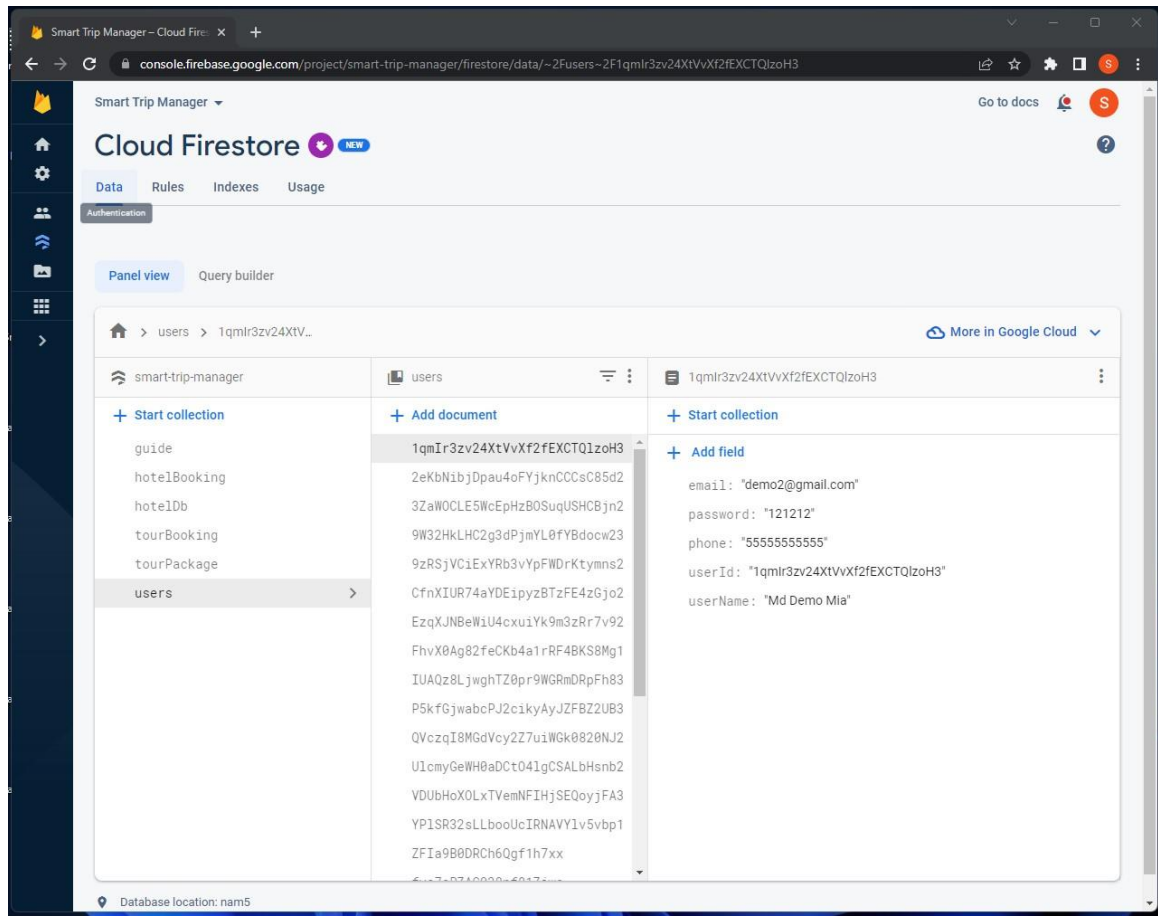 Smart Trip Manager – Cloud Fire
console.firebase.google.com/project/smart-trip-manager/firestore/data/~2Fusers~2F1qmIr3zv24XtVvXf2fEXCTQlzoH3
S
Smart Trip Manager
Go to docs
S
Cloud Firestore NEW
Data Rules Indexes Usage
Authentication
Panel view Query builder
users > 1qmIr3zv24XtV...
More in Google Cloud
smart-trip-manager
Start collection
guide
hotelBooking
hotelDb
tourBooking
tourPackage
users
users
Add document
1qmIr3zv24XtVvXf2fEXCTQlzoH3
2eKbNibjDpau4oFYjknCCCsC85d2
3ZaWOCLE5WcEpHzBOSuqUSHCBjn2
9W32HkLHC2g3dPjmYL0fYBdocw23
9zRSjVCiExYRb3vYpFWDrKtymns2
CfnXIUR74aYDEipyzBTzFE4zGjo2
EzqXJNBeWiU4cxuiYk9m3zRr7v92
FhvX0Ag82feCKb4a1rRF4BKS8Mg1
IUAQz8LjwghTZ0pr9WGRmDRpFh83
P5kfGjwabcPJ2cikyAyJZFBZ2UB3
QVczqI8MGdVcy2Z7uiWGk0820NJ2
UlcmyGeWH0aDCtO4lgCSALbHsnb2
VDUbHoXOLxTVemNFIHjSEQoyjFA3
YPlSR32sLLbooUcIRNAVYlv5vbp1
ZFIa9B0DRCh6Qgf1h7xx
1qmIr3zv24XtVvXf2fEXCTQlzoH3
Start collection
Add field
email: "demo2@gmail.com"
password: "121212"
phone: "55555555555"
userId: "1qmIr3zv24XtVvXf2fEXCTQlzoH3"
userName: "Md Demo Mia"
Database location: nam5